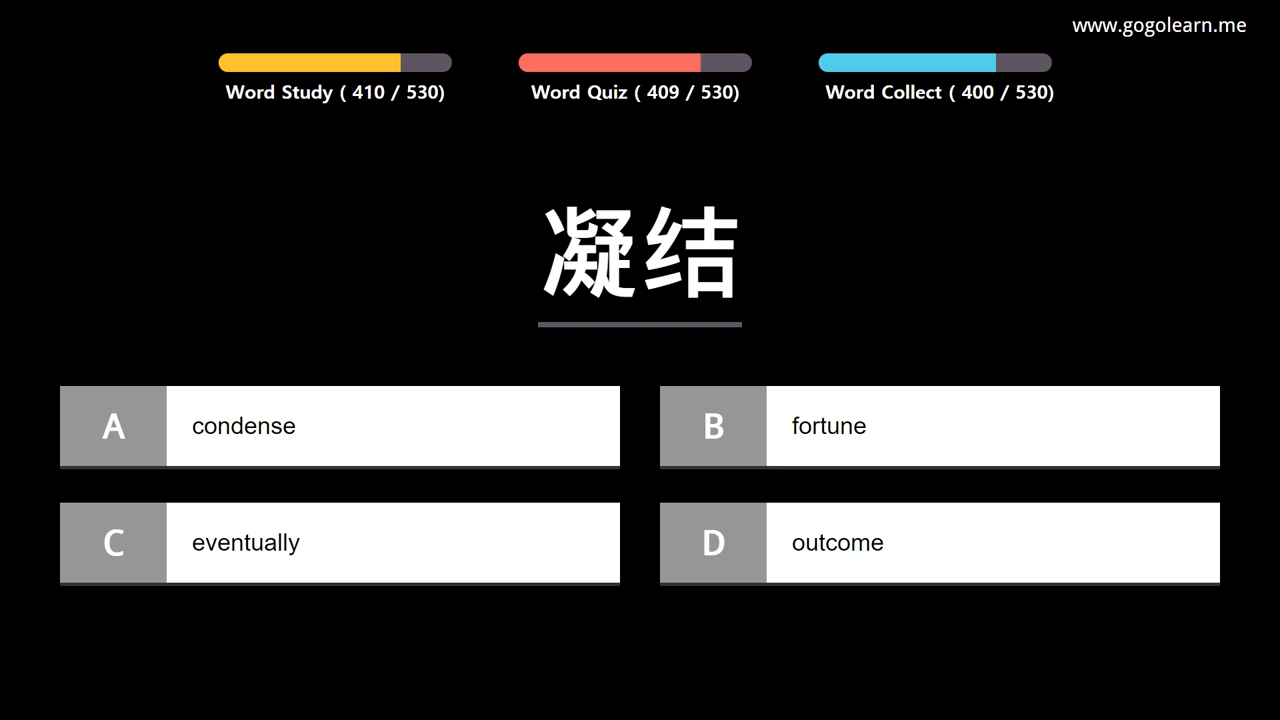 www.gogolearn.me
Word Study ( 410 / 530)
Word Quiz ( 409 / 530)
Word Collect ( 400 / 530)
凝结
A condense
B fortune
C eventually
D outcome